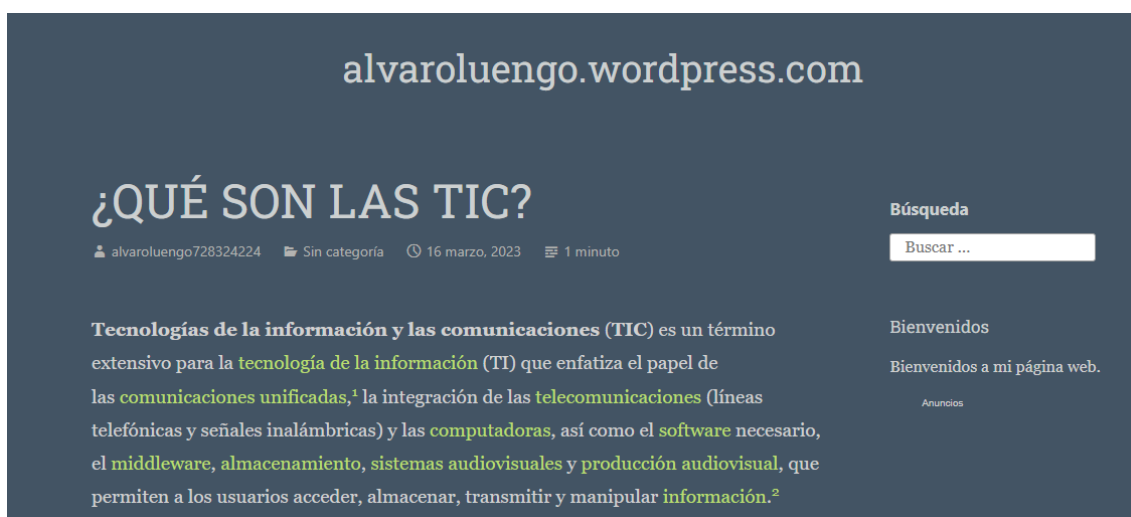 alvaroluengo.wordpress.com
¿QUÉ SON LAS TIC?
alvaroluengo728324224 Sin categoría 16 marzo, 2023 1 minuto
Tecnologías de la información y las comunicaciones (TIC) es un término
extensivo para la tecnología de la información (TI) que enfatiza el papel de
las comunicaciones unificadas,¹ la integración de las telecomunicaciones (líneas
telefónicas y señales inalámbricas) y las computadoras, así como el software necesario,
el middleware, almacenamiento, sistemas audiovisuales y producción audiovisual, que
permiten a los usuarios acceder, almacenar, transmitir y manipular información.²
Búsqueda
Buscar ...
Bienvenidos
Bienvenidos a mi página web.
Anuncios